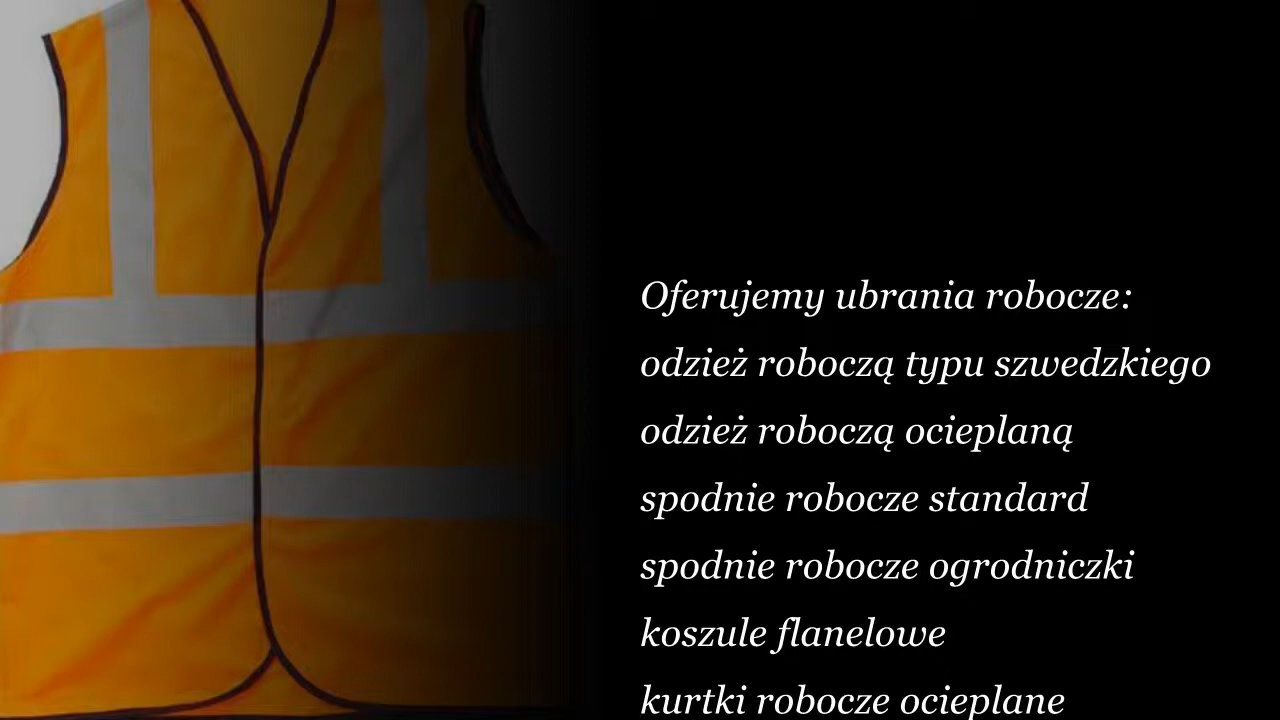 Oferujemy ubrania robocze:
odzież roboczą typu szwedzkiego
odzież roboczą ocieplaną
spodnie robocze standard
spodnie robocze ogrodniczki
koszule flanelowe
kurtki robocze ocieplane